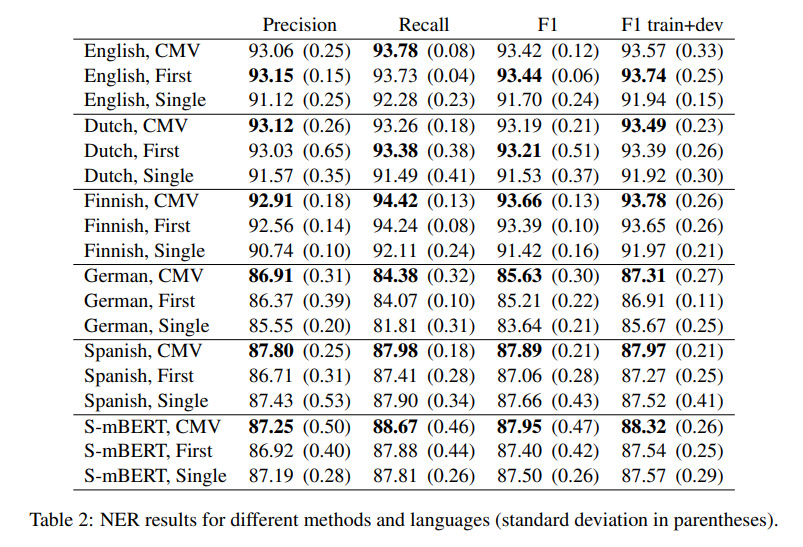 Precision Recall F1 F1 train+dev
English, CMV 93.06 (0.25) 93.78 (0.08) 93.42 (0.12) 93.57 (0.33)
English, First 93.15 (0.15) 93.73 (0.04) 93.44 (0.06) 93.74 (0.25)
English, Single 91.12 (0.25) 92.28 (0.23) 91.70 (0.24) 91.94 (0.15)
Dutch, CMV 93.12 (0.26) 93.26 (0.18) 93.19 (0.21) 93.49 (0.23)
Dutch, First 93.03 (0.65) 93.38 (0.38) 93.21 (0.51) 93.39 (0.26)
Dutch, Single 91.57 (0.35) 91.49 (0.41) 91.53 (0.37) 91.92 (0.30)
Finnish, CMV 92.91 (0.18) 94.42 (0.13) 93.66 (0.13) 93.78 (0.26)
Finnish, First 92.56 (0.14) 94.24 (0.08) 93.39 (0.10) 93.65 (0.26)
Finnish, Single 90.74 (0.10) 92.11 (0.24) 91.42 (0.16) 91.97 (0.21)
German, CMV 86.91 (0.31) 84.38 (0.32) 85.63 (0.30) 87.31 (0.27)
German, First 86.37 (0.39) 84.07 (0.10) 85.21 (0.22) 86.91 (0.11)
German, Single 85.55 (0.20) 81.81 (0.31) 83.64 (0.21) 85.67 (0.25)
Spanish, CMV 87.80 (0.25) 87.98 (0.18) 87.89 (0.21) 87.97 (0.21)
Spanish, First 86.71 (0.31) 87.41 (0.28) 87.06 (0.28) 87.27 (0.25)
Spanish, Single 87.43 (0.53) 87.90 (0.34) 87.66 (0.43) 87.52 (0.41)
S-mBERT, CMV 87.25 (0.50) 88.67 (0.46) 87.95 (0.47) 88.32 (0.26)
S-mBERT, First 86.92 (0.40) 87.88 (0.44) 87.40 (0.42) 87.54 (0.25)
S-mBERT, Single 87.19 (0.28) 87.81 (0.26) 87.50 (0.26) 87.57 (0.29)
Table 2: NER results for different methods and languages (standard deviation in parentheses).